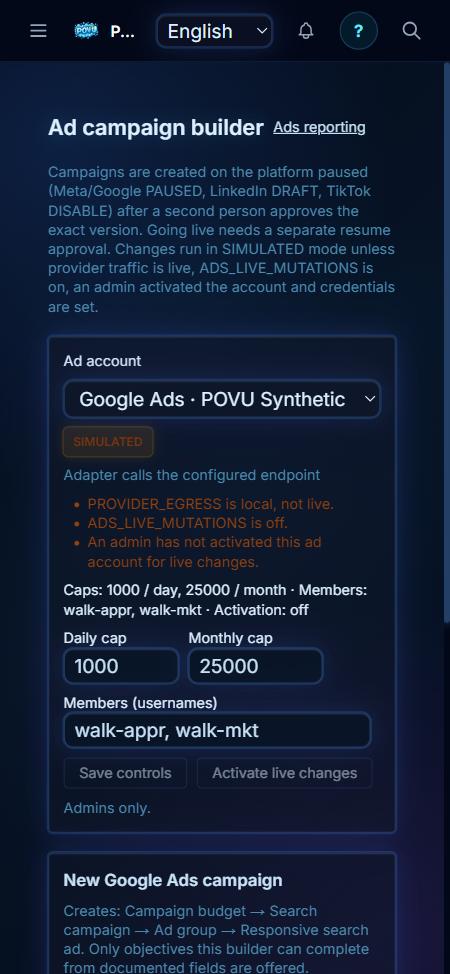 POVU P... English ?
Ad campaign builder Ads reporting
Campaigns are created on the platform paused
(Meta/Google PAUSED, LinkedIn DRAFT, TikTok
DISABLE) after a second person approves the
exact version. Going live needs a separate resume
approval. Changes run in SIMULATED mode unless
provider traffic is live, ADS_LIVE_MUTATIONS is
on, an admin activated the account and credentials
are set.
Ad account
Google Ads · POVU Synthetic
SIMULATED
Adapter calls the configured endpoint
• PROVIDER_EGRESS is local, not live.
• ADS_LIVE_MUTATIONS is off.
• An admin has not activated this ad
account for live changes.
Caps: 1000 / day, 25000 / month · Members:
walk-appr, walk-mkt · Activation: off
Daily cap Monthly cap
1000 25000
Members (usernames)
walk-appr, walk-mkt
Save controls Activate live changes
Admins only.
New Google Ads campaign
Creates: Campaign budget → Search
campaign → Ad group → Responsive search
ad. Only objectives this builder can complete
from documented fields are offered.